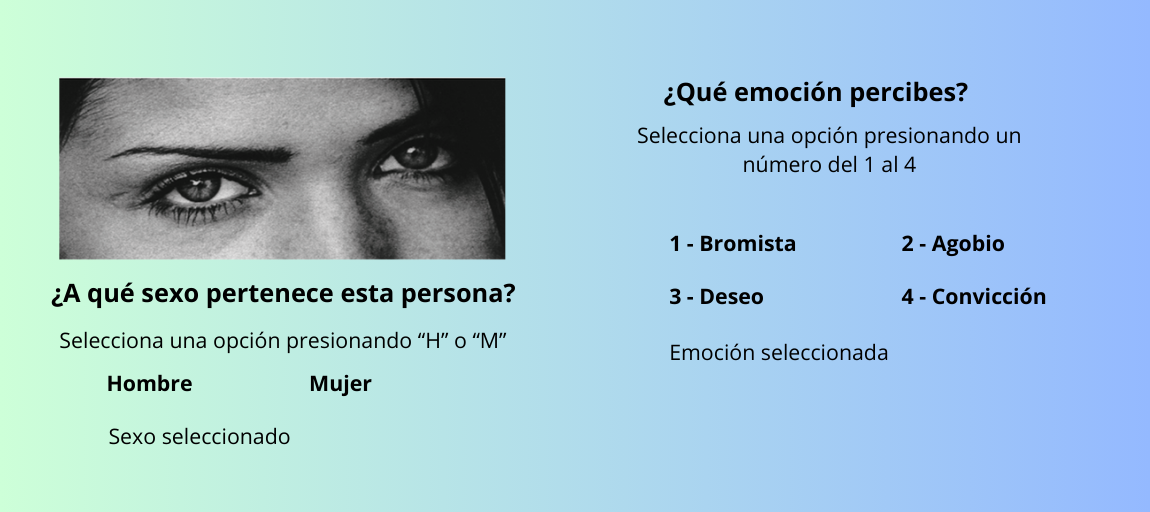 ¿A qué sexo pertenece esta persona?
Selecciona una opción presionando “H” o “M”
Hombre
Mujer
Sexo seleccionado
¿Qué emoción percibes?
Selecciona una opción presionando un
número del 1 al 4
1 - Bromista
2 - Agobio
3 - Deseo
4 - Convicción
Emoción seleccionada